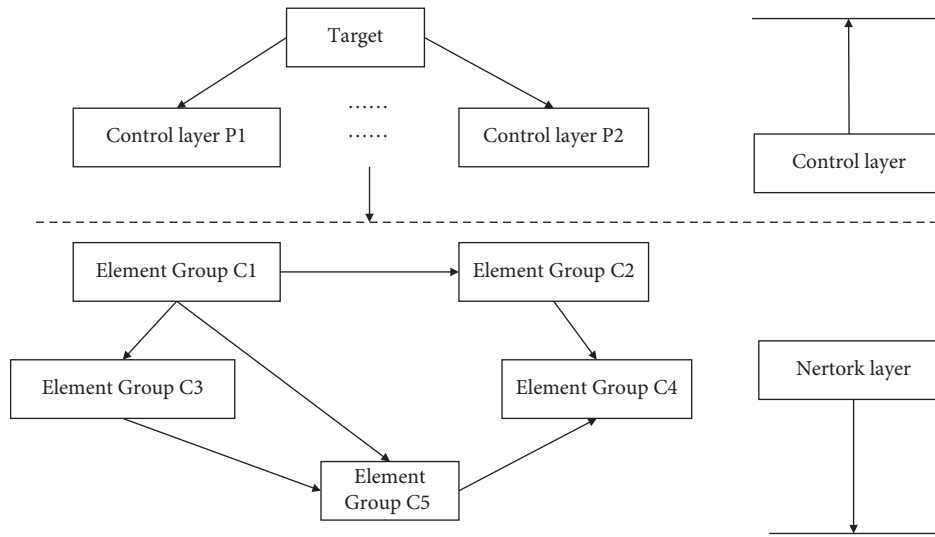 Target
Control layer P1
……
……
Control layer P2
Control layer
Element Group C1
Element Group C2
Element Group C3
Element Group C4
Nertork layer
Element
Group C5